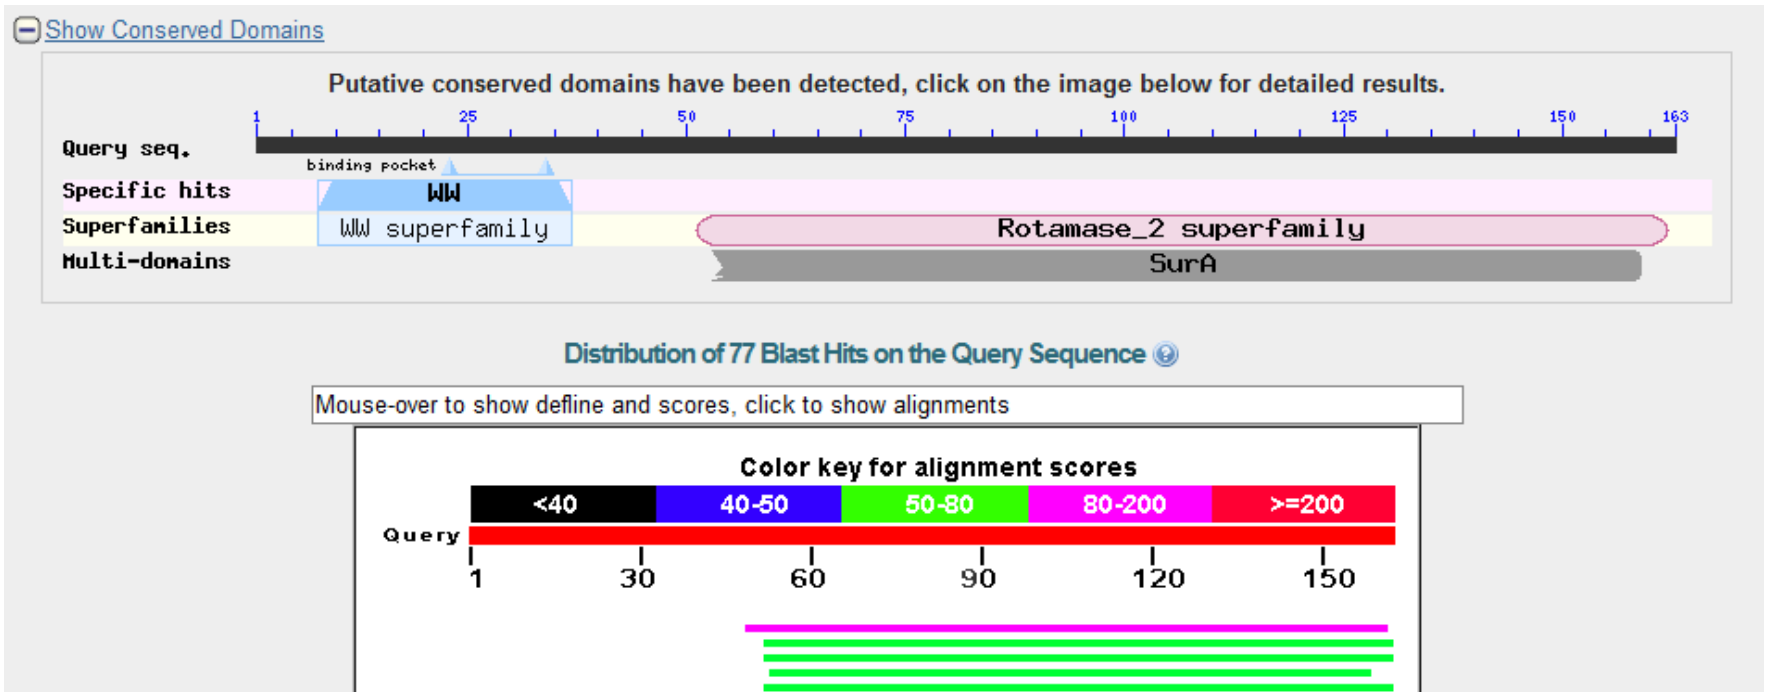 Show Conserved Domains
Putative conserved domains have been detected, click on the image below for detailed results.
1 25 50 75 100 125 150 163
Query seq.
binding pocket
Specific hits WW
Superfamilies WW superfamily Rotamase_2 superfamily
Multi-domains SurA
Distribution of 77 Blast Hits on the Query Sequence ?
Mouse-over to show defline and scores, click to show alignments
Color key for alignment scores
<40 40-50 50-80 80-200 >=200
Query
1 30 60 90 120 150